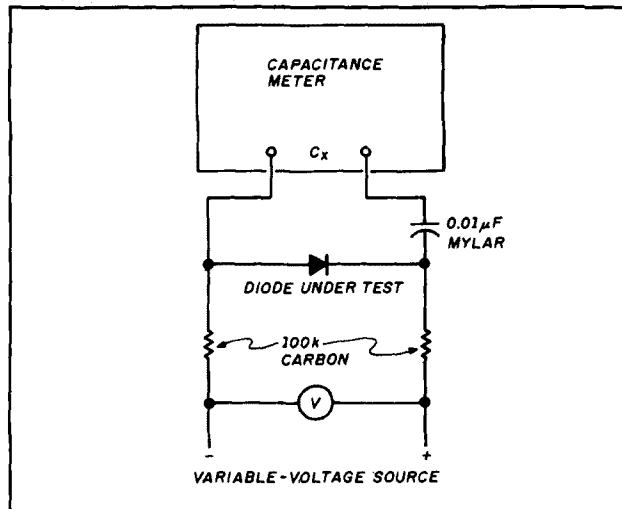 CAPACITANCE
METER
Cx
0.01µF
MYLAR
DIODE UNDER TEST
100k
CARBON
V
- +
VARIABLE-VOLTAGE SOURCE